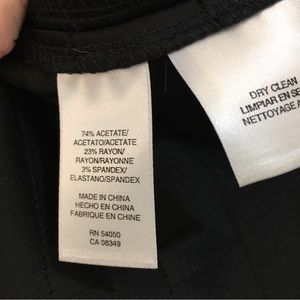 74% ACETATE/
ACETATO/ACETATE
23% RAYON/
RAYON/RAYONNE
3% SPANDEX/
ELASTANO/SPANDEX
MADE IN CHINA
HECHO EN CHINA
FABRIQUE EN CHINE
RN 54050
CA 08349
DRY CLEAN
LIMPIAR EN
NETTOYAGE